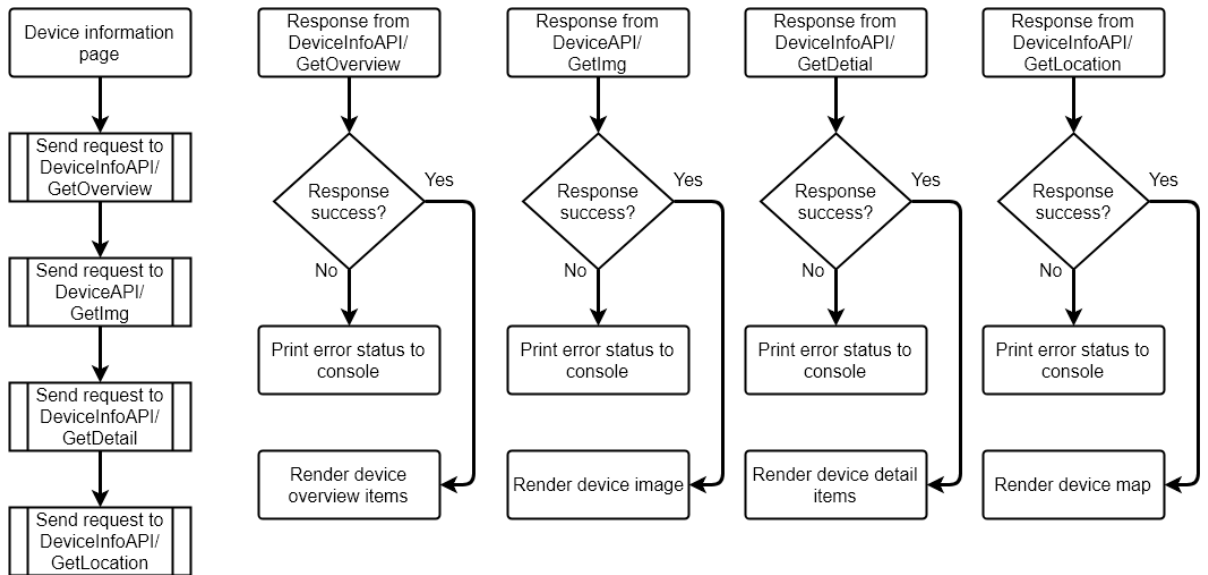 Device information
page
Send request to
DeviceInfoAPI/
GetOverview
Send request to
DeviceAPI/
GetImg
Send request to
DeviceInfoAPI/
GetDetail
Send request to
DeviceInfoAPI/
GetLocation
Response from
DeviceInfoAPI/
GetOverview
Response
success?
Yes
No
Print error status to
console
Render device
overview items
Response from
DeviceAPI/
GetImg
Response
success?
Yes
No
Print error status to
console
Render device image
Response from
DeviceInfoAPI/
GetDetial
Response
success?
Yes
No
Print error status to
console
Render device detail
items
Response from
DeviceInfoAPI/
GetLocation
Response
success?
Yes
No
Print error status to
console
Render device map